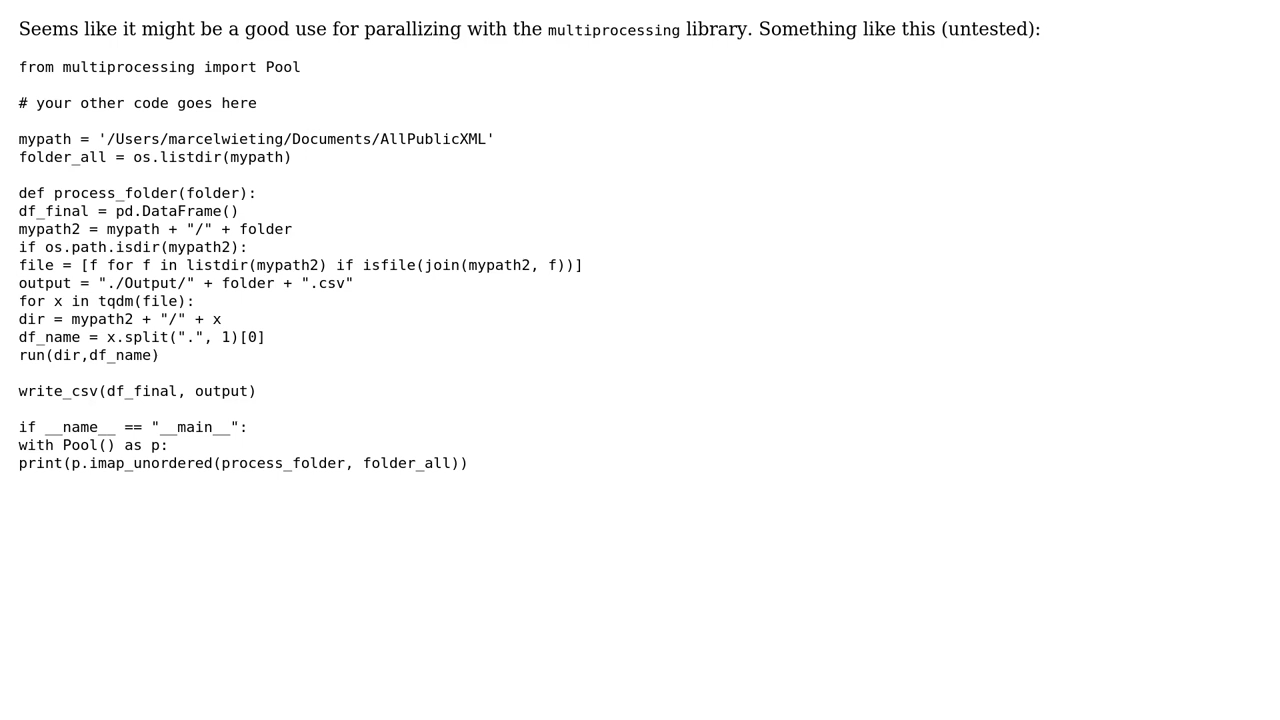 Seems like it might be a good use for parallizing with the multiprocessing library. Something like this (untested):
from multiprocessing import Pool
# your other code goes here
mypath = '/Users/marcelwieting/Documents/AllPublicXML'
folder_all = os.listdir(mypath)
def process_folder(folder):
df_final = pd.DataFrame()
mypath2 = mypath + "/" + folder
if os.path.isdir(mypath2):
file = [f for f in listdir(mypath2) if isfile(join(mypath2, f))]
output = "./Output/" + folder + ".csv"
for x in tqdm(file):
dir = mypath2 + "/" + x
df_name = x.split(".", 1)[0]
run(dir,df_name)
write_csv(df_final, output)
if __name__ == "__main__":
with Pool() as p:
print(p.imap_unordered(process_folder, folder_all))